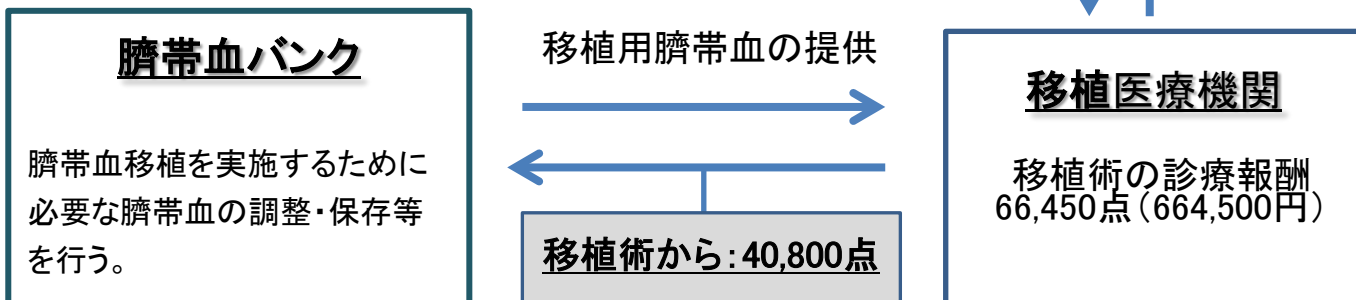 臍帯血バンク
臍帯血移植を実施するために
必要な臍帯血の調整・保存等
を行う。
移植用臍帯血の提供
移植術から：40,800点
移植医療機関
移植術の診療報酬
66,450点（664,500円）